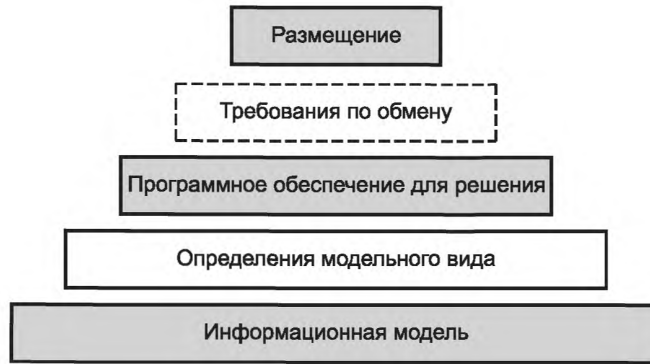 Размещение
Требования по обмену
Программное обеспечение для решения
Определения модельного вида
Информационная модель